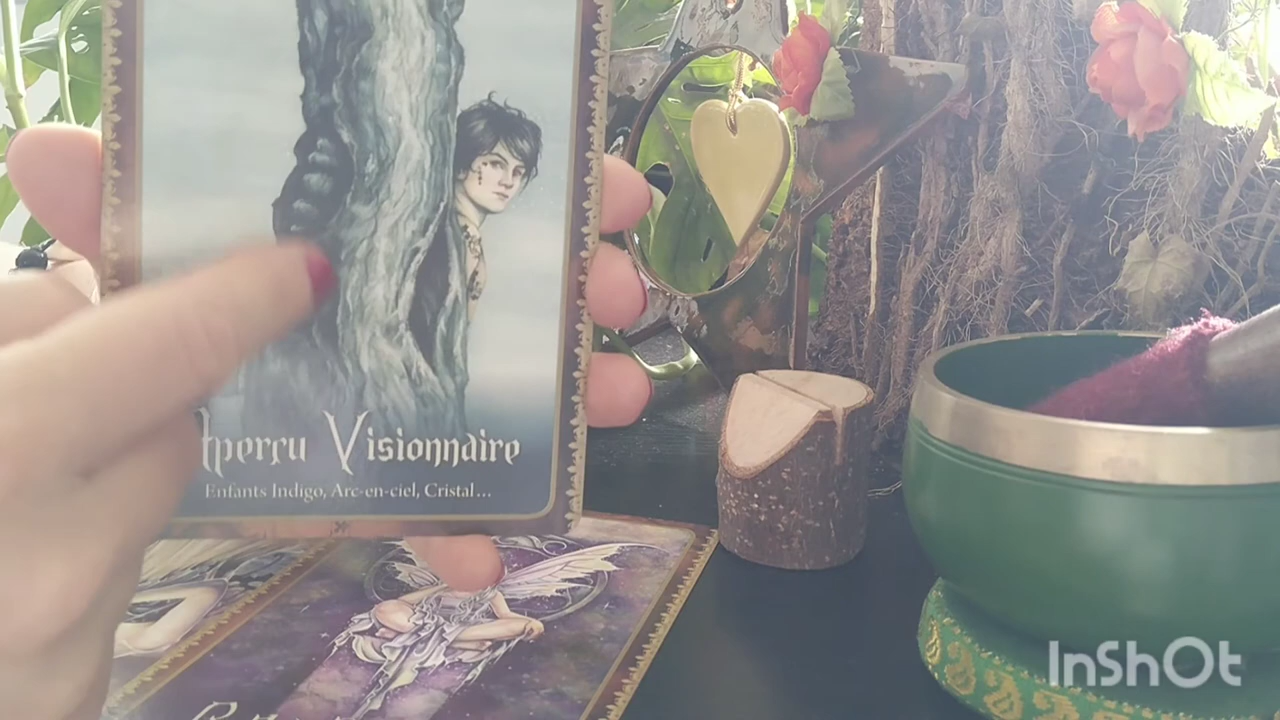 Aperçu Visionnaire
Enfants Indigo, Arc-en-ciel, Cristal...
InShOt